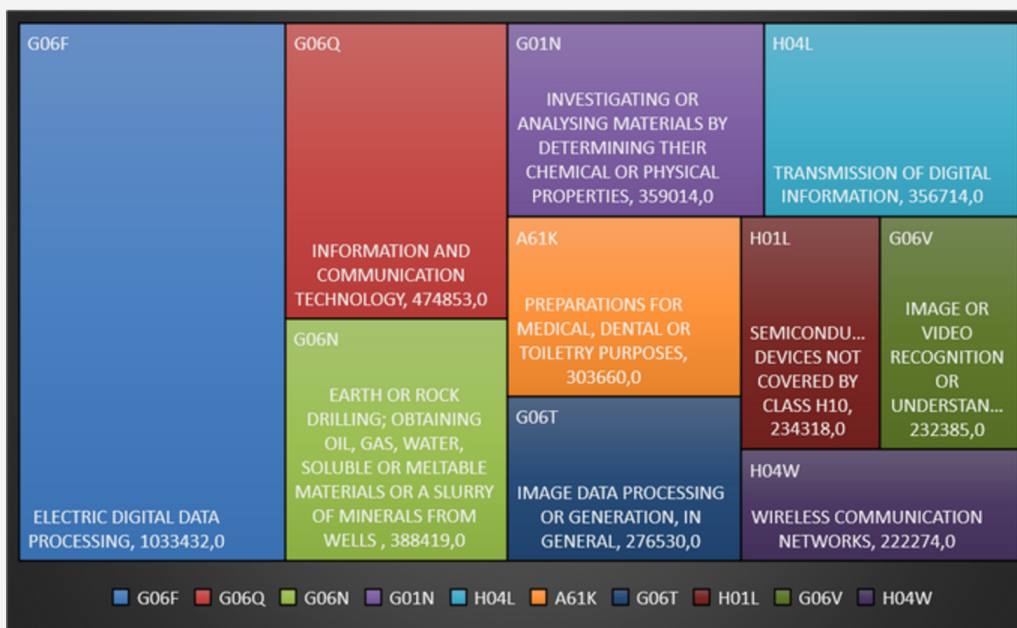 G06F
ELECTRIC DIGITAL DATA
PROCESSING, 1033432,0
G06Q
INFORMATION AND
COMMUNICATION
TECHNOLOGY, 474853,0
G06N
EARTH OR ROCK
DRILLING; OBTAINING
OIL, GAS, WATER,
SOLUBLE OR MELTABLE
MATERIALS OR A SLURRY
OF MINERALS FROM
WELLS , 388419,0
G01N
INVESTIGATING OR
ANALYSING MATERIALS BY
DETERMINING THEIR
CHEMICAL OR PHYSICAL
PROPERTIES, 359014,0
H04L
TRANSMISSION OF DIGITAL
INFORMATION, 356714,0
A61K
PREPARATIONS FOR
MEDICAL, DENTAL OR
TOILETRY PURPOSES,
303660,0
G06T
IMAGE DATA PROCESSING
OR GENERATION, IN
GENERAL, 276530,0
H01L
SEMICONDU...
DEVICES NOT
COVERED BY
CLASS H10,
234318,0
G06V
IMAGE OR
VIDEO
RECOGNITION
OR
UNDERSTAN...
232385,0
H04W
WIRELESS COMMUNICATION
NETWORKS, 222274,0
G06F G06Q G06N G01N H04L A61K G06T H01L G06V H04W